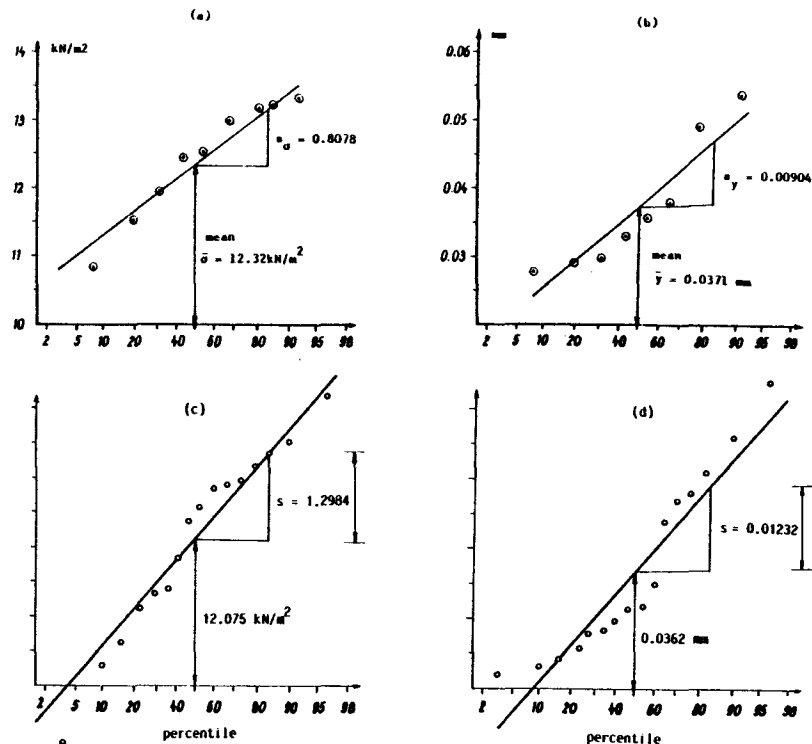 (a)
kN/m2
14
13
12
11
10
s_σ = 0.8078
mean
σ̄ = 12.32kN/m²
2 5 10 20 40 60 80 90 95 98
(b)
mm
0.06
0.05
0.04
0.03
s_y = 0.00904
mean
ȳ = 0.0371 mm
2 5 10 20 40 60 80 90 95 98
(c)
S = 1.2984
12.075 kN/m²
2 5 10 20 40 60 80 90 95 98
percentile
(d)
S = 0.01232
0.0362 mm
2 10 20 40 60 80 90 95 98
percentile